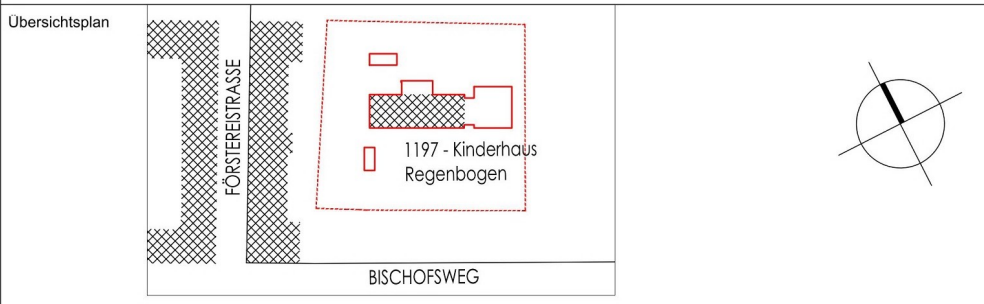 Übersichtsplan
FÖRSTEREISTRASSE
1197 - Kinderhaus
Regenbogen
BISCHOFSWEG